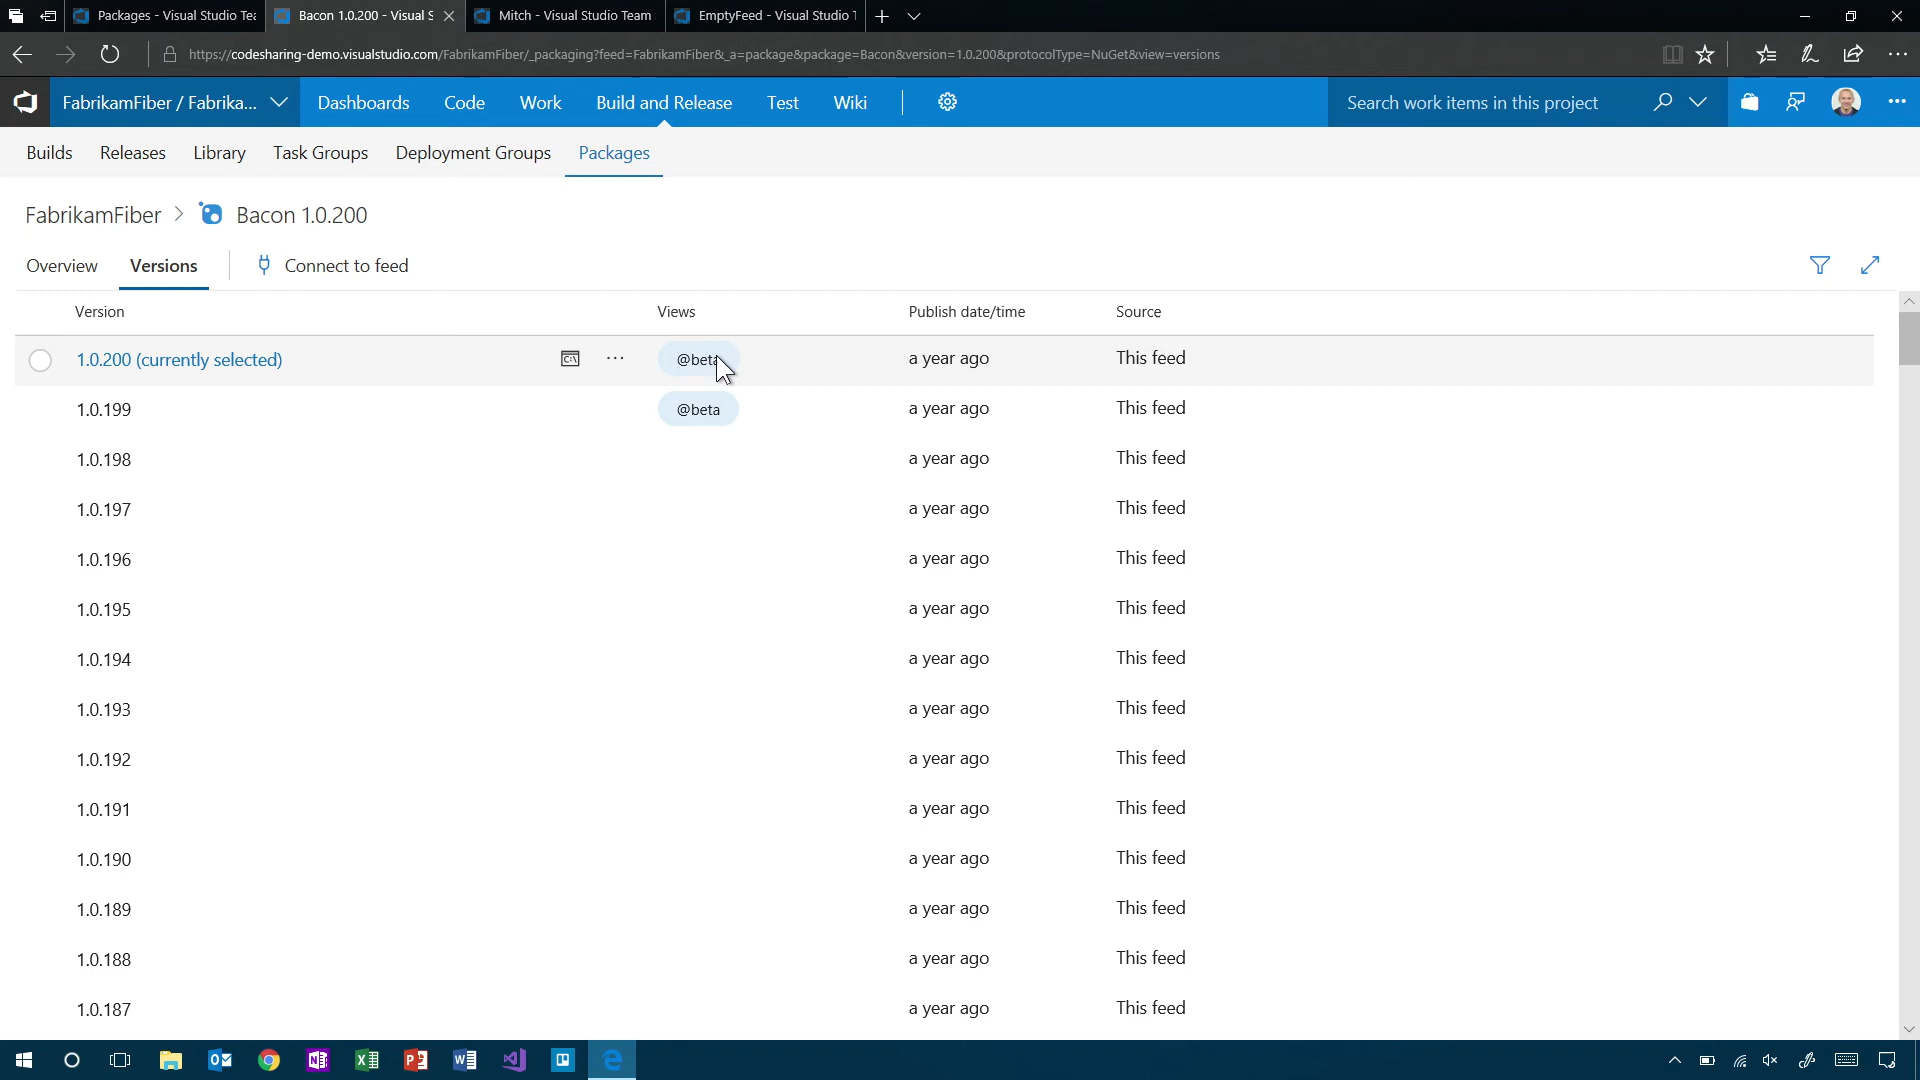 Packages - Visual Studio Tea
Bacon 1.0.200 - Visual S
Mitch - Visual Studio Team
EmptyFeed - Visual Studio T
https://codesharing-demo.visualstudio.com/FabrikamFiber/_packaging?feed=FabrikamFiber&_a=package&package=Bacon&version=1.0.200&protocolType=NuGet&view=versions
FabrikamFiber / Fabrika...
Dashboards
Code
Work
Build and Release
Test
Wiki
Search work items in this project
Builds
Releases
Library
Task Groups
Deployment Groups
Packages
FabrikamFiber > Bacon 1.0.200
Overview
Versions
Connect to feed
Version Views Publish date/time Source
1.0.200 (currently selected) @beta a year ago This feed
1.0.199 @beta a year ago This feed
1.0.198 a year ago This feed
1.0.197 a year ago This feed
1.0.196 a year ago This feed
1.0.195 a year ago This feed
1.0.194 a year ago This feed
1.0.193 a year ago This feed
1.0.192 a year ago This feed
1.0.191 a year ago This feed
1.0.190 a year ago This feed
1.0.189 a year ago This feed
1.0.188 a year ago This feed
1.0.187 a year ago This feed